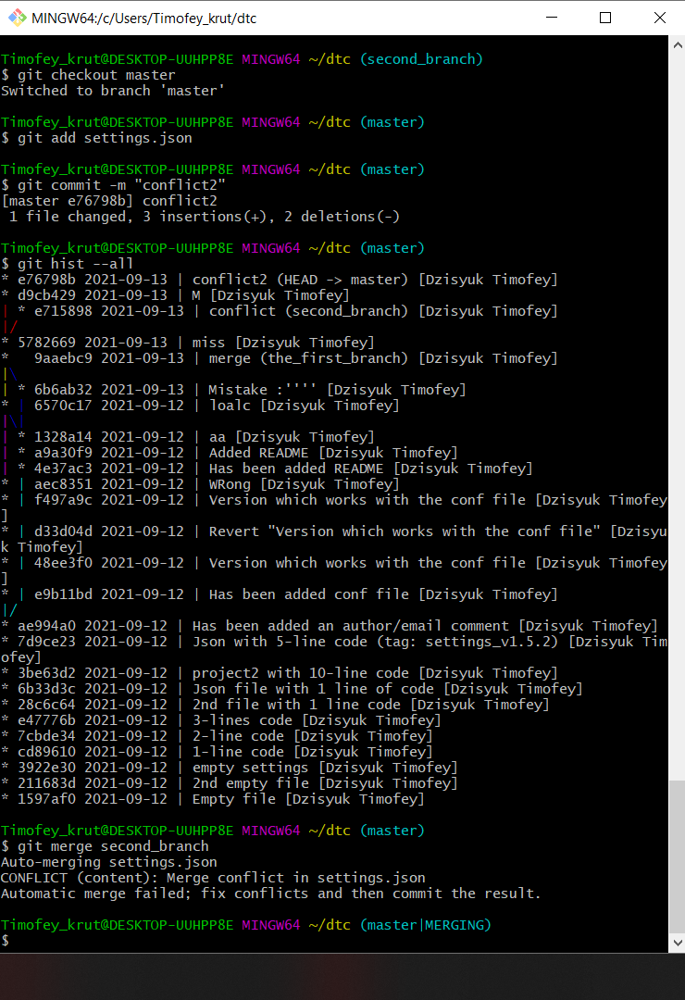 MINGW64:/c/Users/Timofey_krut/dtc
Timofey_krut@DESKTOP-UUHPP8E MINGW64 ~/dtc (second_branch)
$ git checkout master
Switched to branch 'master'
Timofey_krut@DESKTOP-UUHPP8E MINGW64 ~/dtc (master)
$ git add settings.json
Timofey_krut@DESKTOP-UUHPP8E MINGW64 ~/dtc (master)
$ git commit -m "conflict2"
[master e76798b] conflict2
 1 file changed, 3 insertions(+), 2 deletions(-)
Timofey_krut@DESKTOP-UUHPP8E MINGW64 ~/dtc (master)
$ git hist --all
* e76798b 2021-09-13 | conflict2 (HEAD -> master) [Dzisyuk Timofey]
* d9cb429 2021-09-13 | M [Dzisyuk Timofey]
| * e715898 2021-09-13 | conflict (second_branch) [Dzisyuk Timofey]
|/
* 5782669 2021-09-13 | miss [Dzisyuk Timofey]
*   9aaebc9 2021-09-13 | merge (the_first_branch) [Dzisyuk Timofey]
|\
| * 6b6ab32 2021-09-13 | Mistake :'''' [Dzisyuk Timofey]
* | 6570c17 2021-09-12 | loalc [Dzisyuk Timofey]
|\|
| * 1328a14 2021-09-12 | aa [Dzisyuk Timofey]
| * a9a30f9 2021-09-12 | Added README [Dzisyuk Timofey]
| * 4e37ac3 2021-09-12 | Has been added README [Dzisyuk Timofey]
* | aec8351 2021-09-12 | WRong [Dzisyuk Timofey]
* | f497a9c 2021-09-12 | Version which works with the conf file [Dzisyuk Timofey
]
* | d33d04d 2021-09-12 | Revert "Version which works with the conf file" [Dzisyu
k Timofey]
* | 48ee3f0 2021-09-12 | Version which works with the conf file [Dzisyuk Timofey
]
* | e9b11bd 2021-09-12 | Has been added conf file [Dzisyuk Timofey]
|/
* ae994a0 2021-09-12 | Has been added an author/email comment [Dzisyuk Timofey]
* 7d9ce23 2021-09-12 | Json with 5-line code (tag: settings_v1.5.2) [Dzisyuk Tim
ofey]
* 3be63d2 2021-09-12 | project2 with 10-line code [Dzisyuk Timofey]
* 6b33d3c 2021-09-12 | Json file with 1 line of code [Dzisyuk Timofey]
* 28c6c64 2021-09-12 | 2nd file with 1 line code [Dzisyuk Timofey]
* e47776b 2021-09-12 | 3-lines code [Dzisyuk Timofey]
* 7cbde34 2021-09-12 | 2-line code [Dzisyuk Timofey]
* cd89610 2021-09-12 | 1-line code [Dzisyuk Timofey]
* 3922e30 2021-09-12 | empty settings [Dzisyuk Timofey]
* 211683d 2021-09-12 | 2nd empty file [Dzisyuk Timofey]
* 1597af0 2021-09-12 | Empty file [Dzisyuk Timofey]
Timofey_krut@DESKTOP-UUHPP8E MINGW64 ~/dtc (master)
$ git merge second_branch
Auto-merging settings.json
CONFLICT (content): Merge conflict in settings.json
Automatic merge failed; fix conflicts and then commit the result.
Timofey_krut@DESKTOP-UUHPP8E MINGW64 ~/dtc (master|MERGING)
$